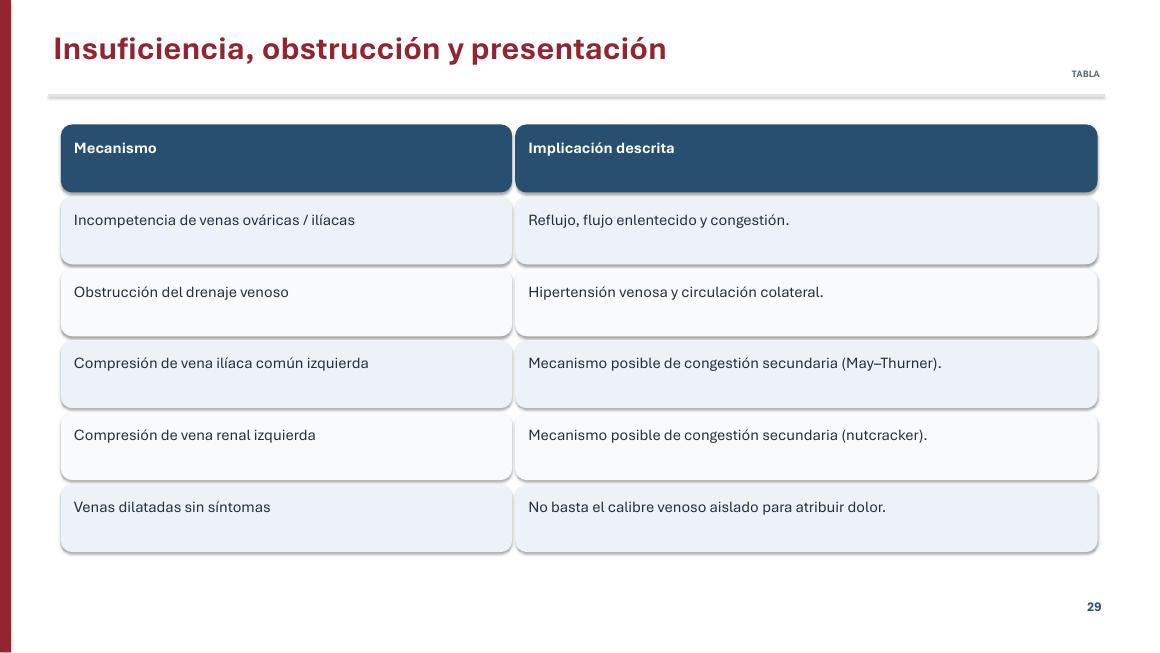 Insuficiencia, obstrucción y presentación
TABLA
Mecanismo
Implicación descrita
Incompetencia de venas ováricas / ilíacas
Reflujo, flujo enlentecido y congestión.
Obstrucción del drenaje venoso
Hipertensión venosa y circulación colateral.
Compresión de vena ilíaca común izquierda
Mecanismo posible de congestión secundaria (May–Thurner).
Compresión de vena renal izquierda
Mecanismo posible de congestión secundaria (nutcracker).
Venas dilatadas sin síntomas
No basta el calibre venoso aislado para atribuir dolor.
29